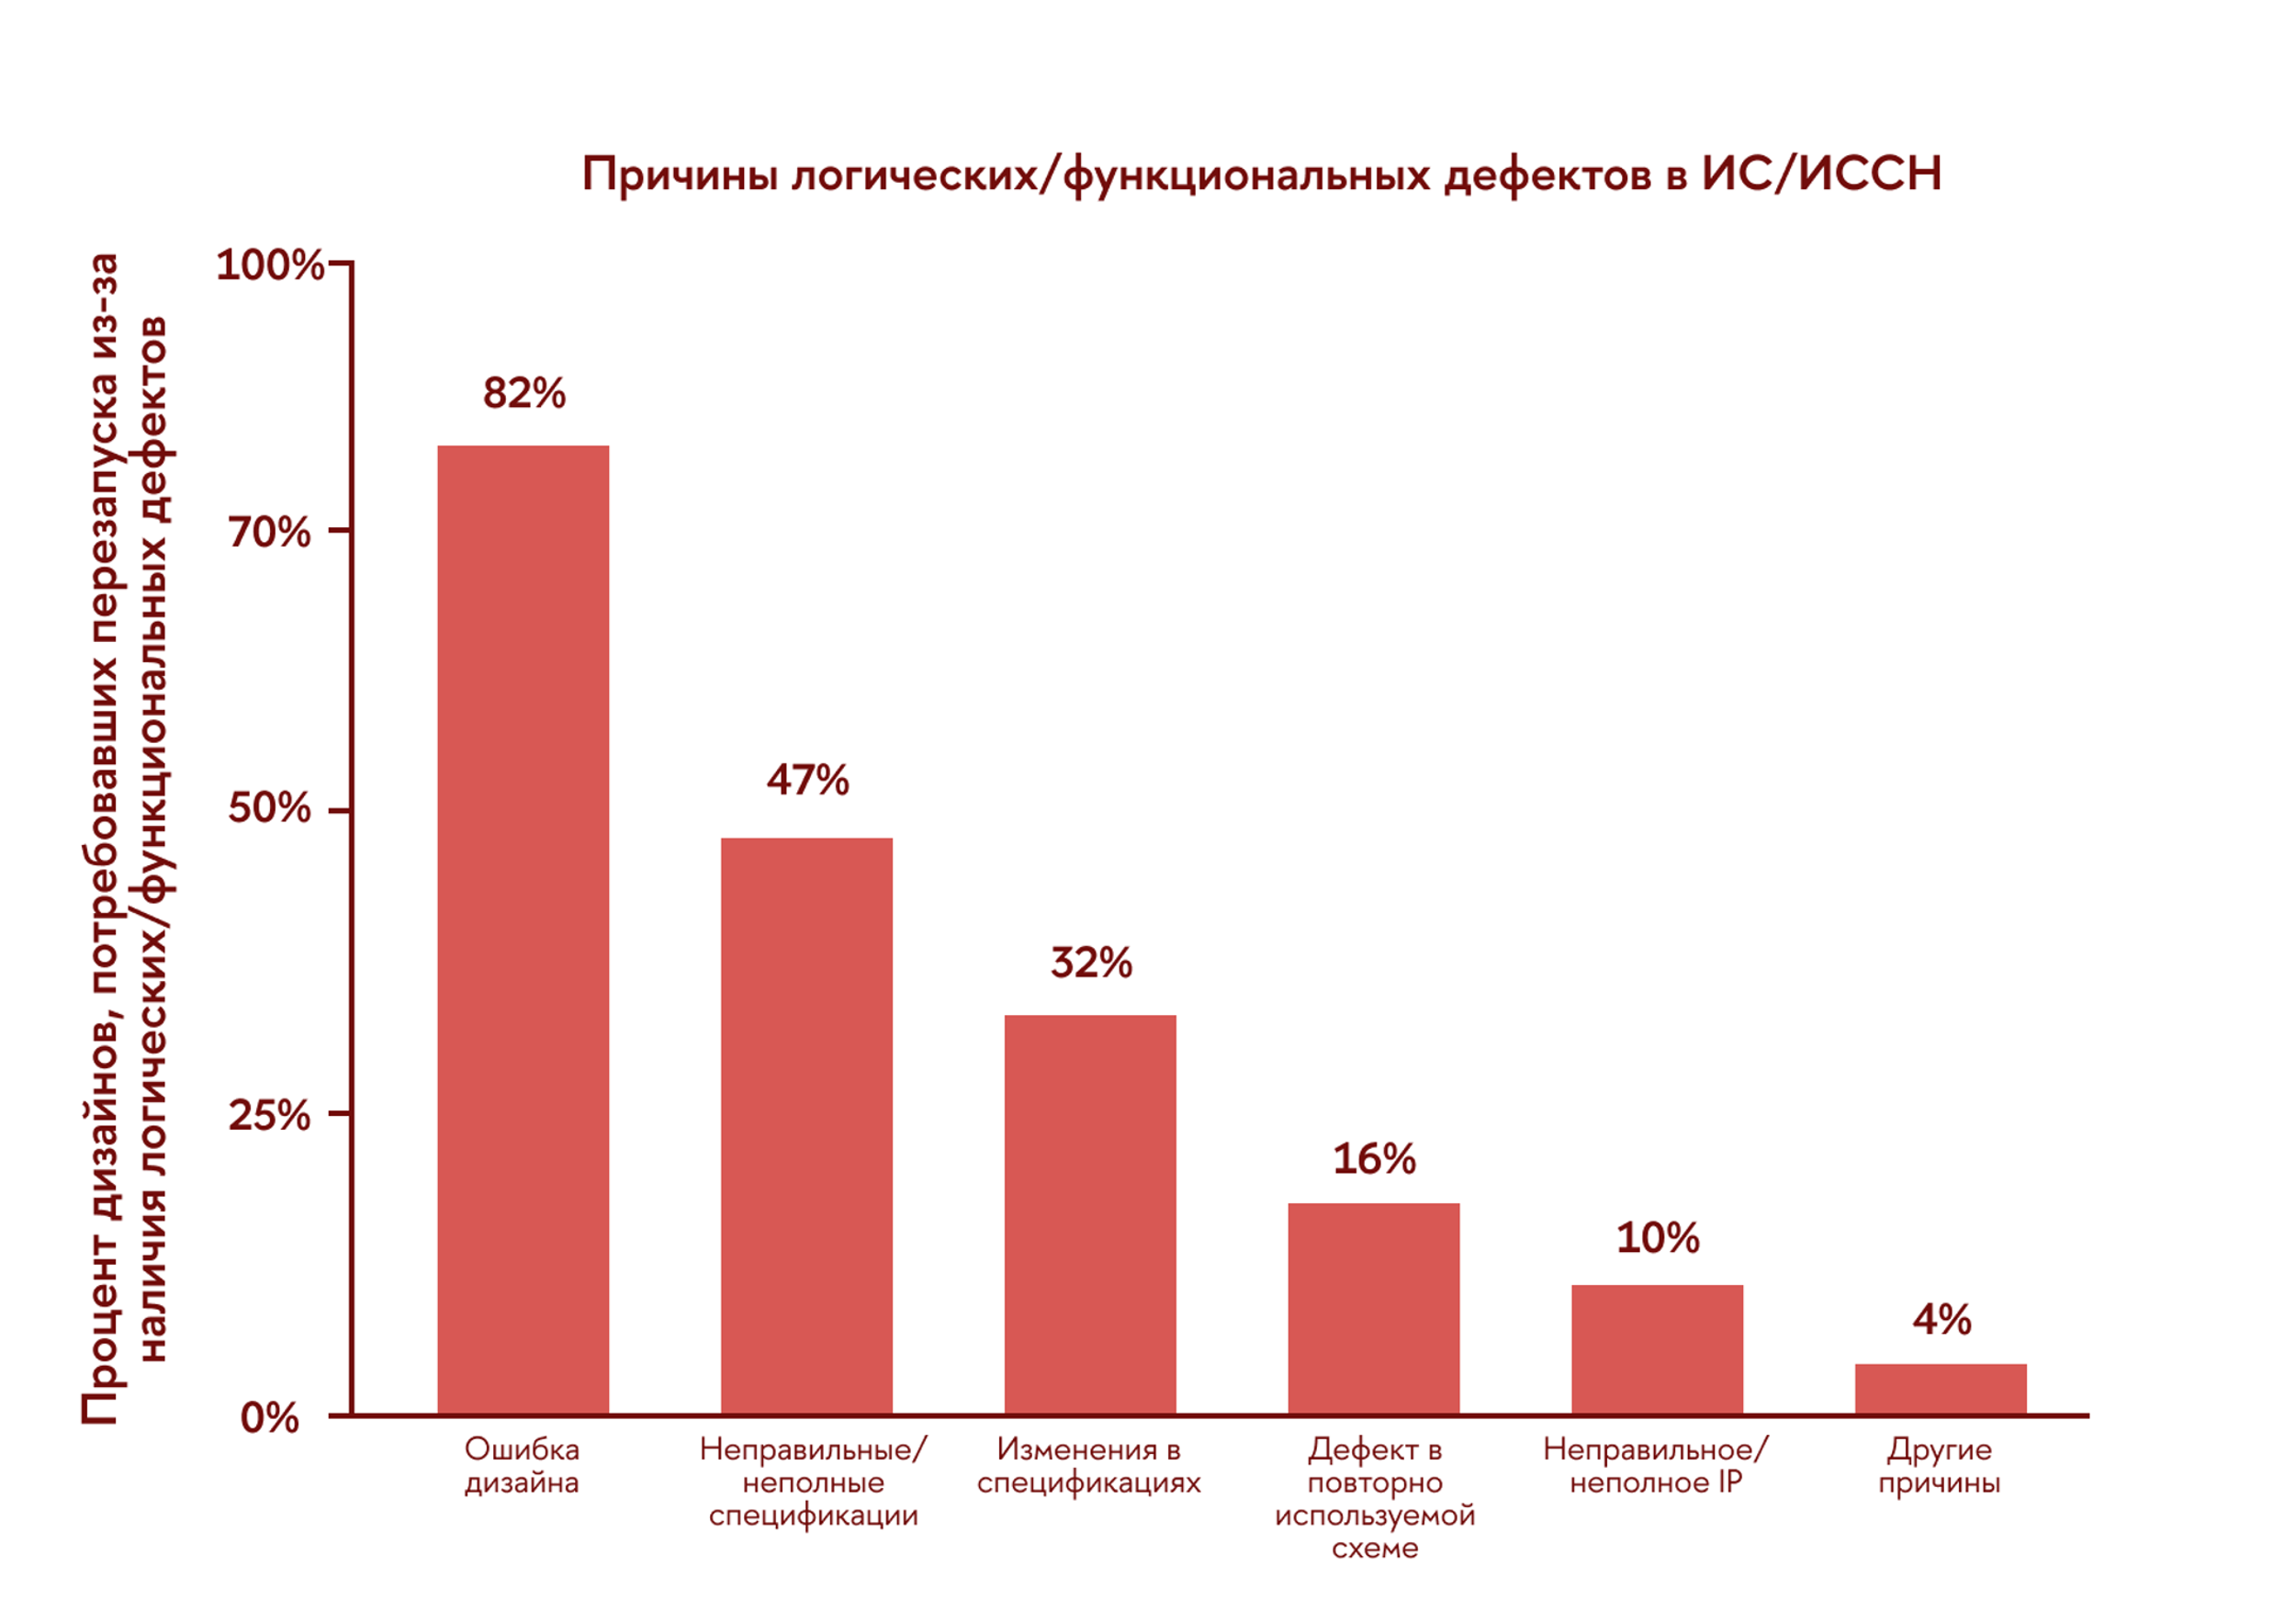 Причины логических/функциональных дефектов в ИС/ИССН
Процент дизайнов, потребовавших перезапуска из-за
наличия логических/функциональных дефектов
100%
70%
50%
25%
0%
82%
47%
32%
16%
10%
4%
Ошибка
дизайна
Неправильные/
неполные
спецификации
Изменения в
спецификациях
Дефект в
повторно
используемой
схеме
Неправильное/
неполное IP
Другие
причины